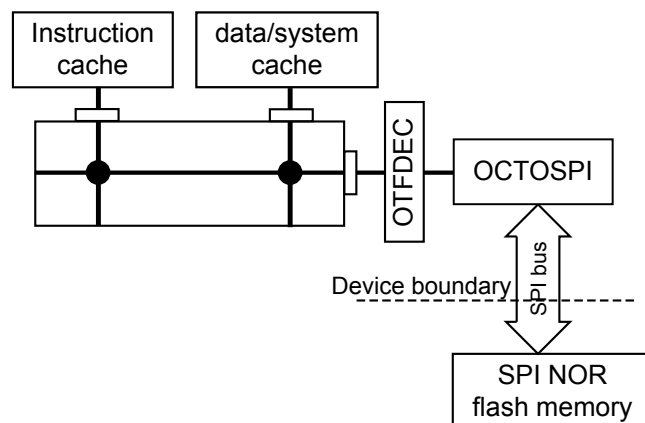 Instruction
cache
data/system
cache
OTFDEC
OCTOSPI
SPI bus
Device boundary
SPI NOR
flash memory